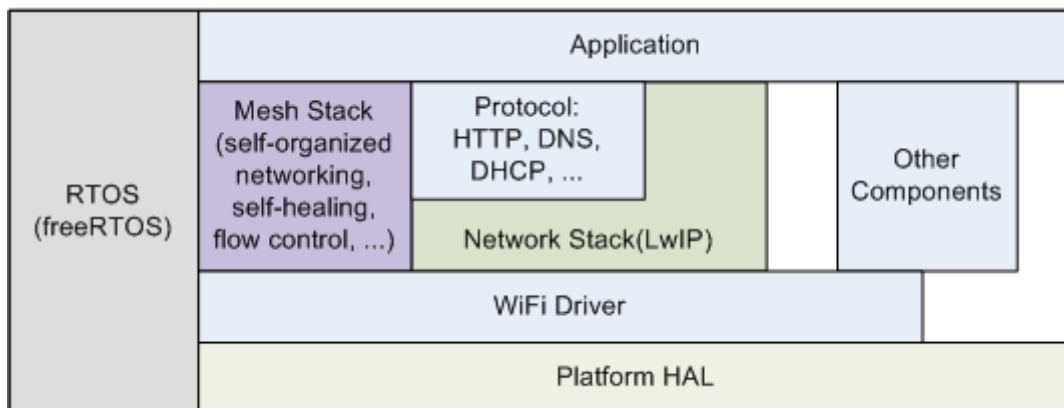 Application
RTOS
(freeRTOS)
Mesh Stack
(self-organized
networking,
self-healing,
flow control, ...)
Protocol:
HTTP, DNS,
DHCP, ...
Network Stack(LwIP)
Other
Components
WiFi Driver
Platform HAL